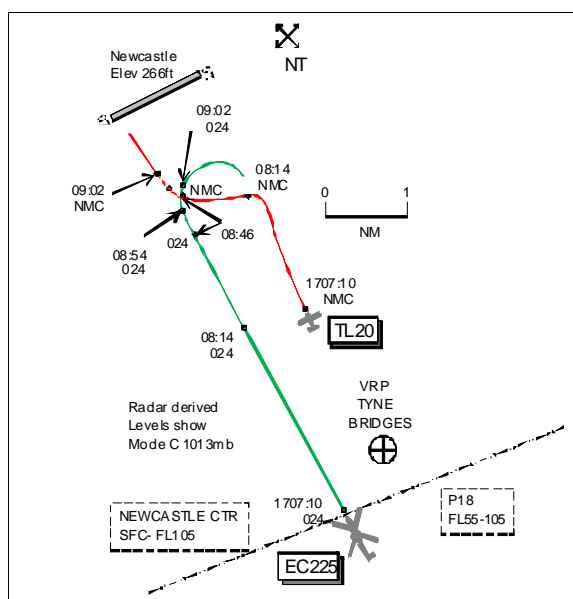 Newcastle
Elev 266ft
NT
09:02
024
08:14
NMC
09:02
NMC
NMC
0 1
NM
08:54
024
024
08:46
1707:10
NMC
TL20
08:14
024
VRP
TYNE
BRIDGES
Radar derived
Levels show
Mode C 1013mb
1707:10
024
P18
FL55-105
NEWCASTLE CTR
SFC- FL105
EC225